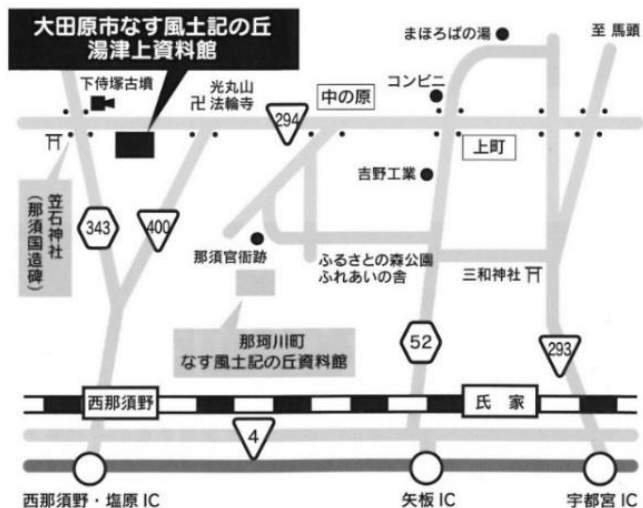 大田原市なす風土記の丘
湯津上資料館
まほろばの湯
至 馬頭
下侍塚古墳
光丸山
法輪寺
コンビニ
中の原
294
上町
吉野工業
笠石神社
(那須国造碑)
343
400
那須官衙跡
ふるさとの森公園
ふれあいの舎
三和神社
那珂川町
なす風土記の丘資料館
52
293
西那須野
氏家
4
西那須野・塩原 IC
矢板 IC
宇都宮 IC